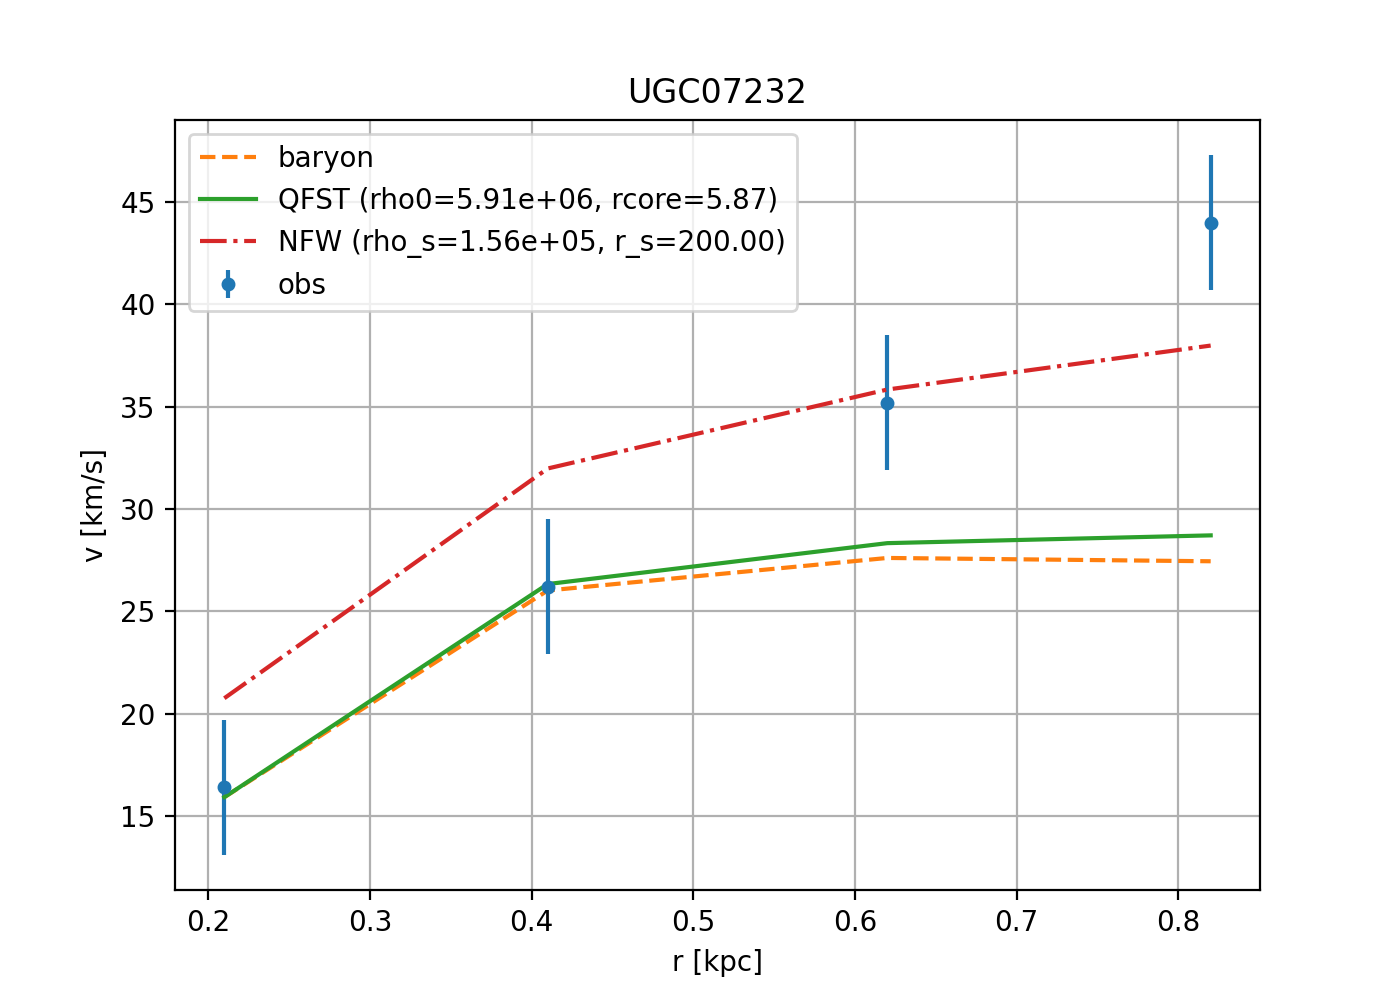 UGC07232
baryon
QFST (rho0=5.91e+06, rcore=5.87)
NFW (rho_s=1.56e+05, r_s=200.00)
obs
v [km/s]
45
40
35
30
25
20
15
0.2 0.3 0.4 0.5 0.6 0.7 0.8
r [kpc]